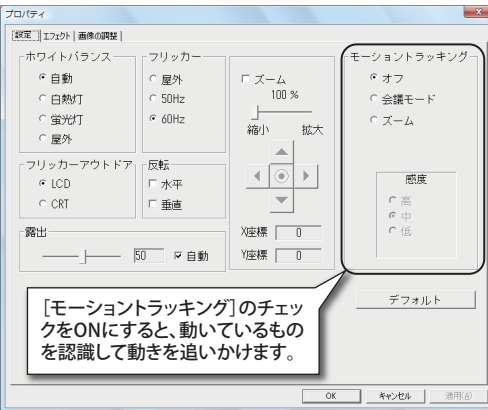 プロパティ
設定 エフェクト 画像の調整
ホワイトバランス
自動
白熱灯
蛍光灯
屋外
フリッカー
屋外
50Hz
60Hz
フリッカーアウトドア
LCD
CRT
反転
水平
垂直
露出
50 自動
ズーム
100 %
縮小 拡大
X座標 0
Y座標 0
モーショントラッキング
オフ
会議モード
ズーム
感度
高
中
低
デフォルト
[モーショントラッキング]のチェッ
クをONにすると、動いているもの
を認識して動きを追いかけます。
OK キャンセル 適用(A)